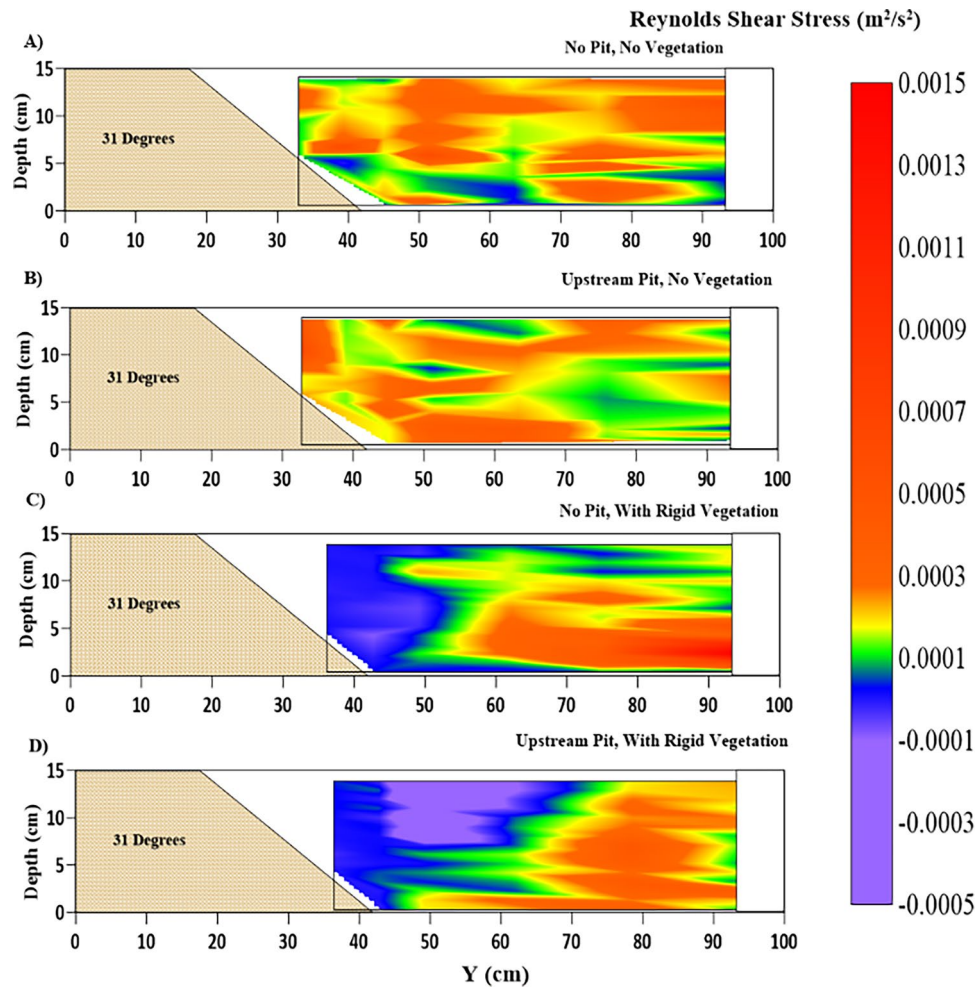 Reynolds Shear Stress (m²/s²)
A)
No Pit, No Vegetation
15
10
5
0
Depth (cm)
31 Degrees
0 10 20 30 40 50 60 70 80 90 100
B)
Upstream Pit, No Vegetation
15
10
5
0
Depth (cm)
31 Degrees
0 10 20 30 40 50 60 70 80 90 100
C)
No Pit, With Rigid Vegetation
15
10
5
0
Depth (cm)
31 Degrees
0 10 20 30 40 50 60 70 80 90 100
D)
Upstream Pit, With Rigid Vegetation
15
10
5
0
Depth (cm)
31 Degrees
0 10 20 30 40 50 60 70 80 90 100
Y (cm)
0.0015
0.0013
0.0011
0.0009
0.0007
0.0005
0.0003
0.0001
-0.0001
-0.0003
-0.0005